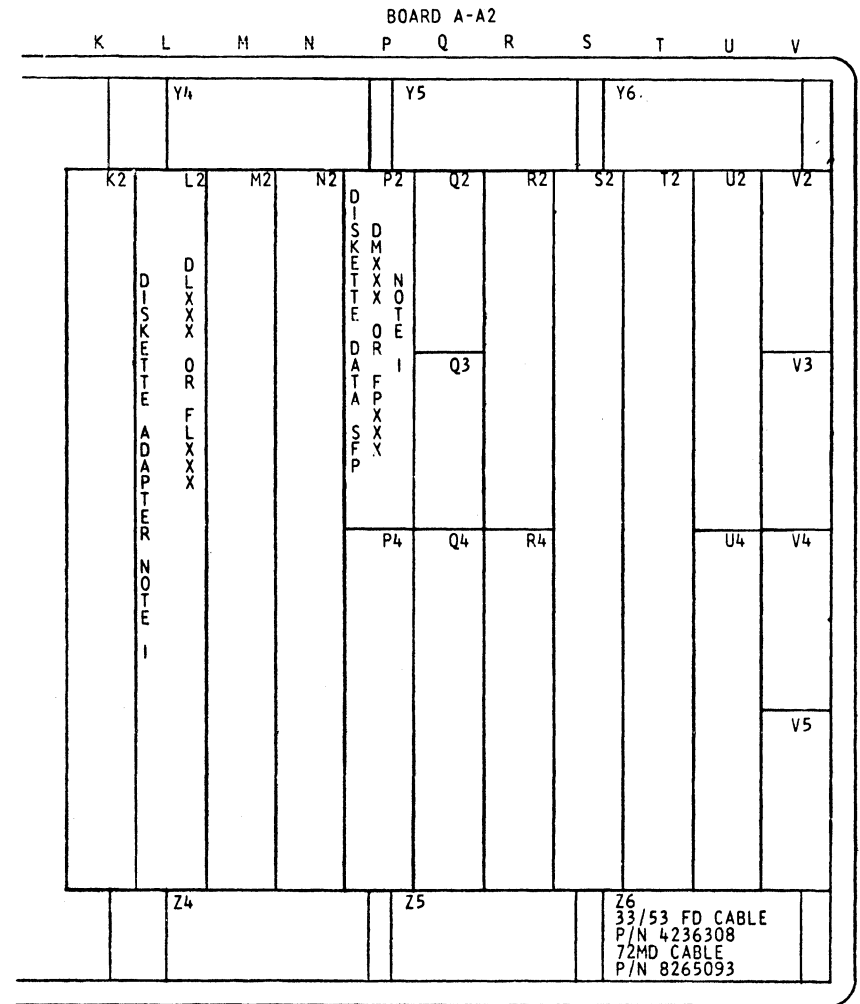 BOARD A-A2
K L M N P Q R S T U V
Y4 Y5 Y6
K2 L2 M2 N2 P2 Q2 R2 S2 T2 U2 V2
DISKETTE ADAPTER NOTE 1
DLXXX OR FLXXX
DISKETTE DATA SFP
DMXXX OR FPXXX
NOTE 1
Q3 V3
P4 Q4 R4 U4 V4
V5
Z4 Z5 Z6
33/53 FD CABLE
P/N 4236308
72MD CABLE
P/N 8265093